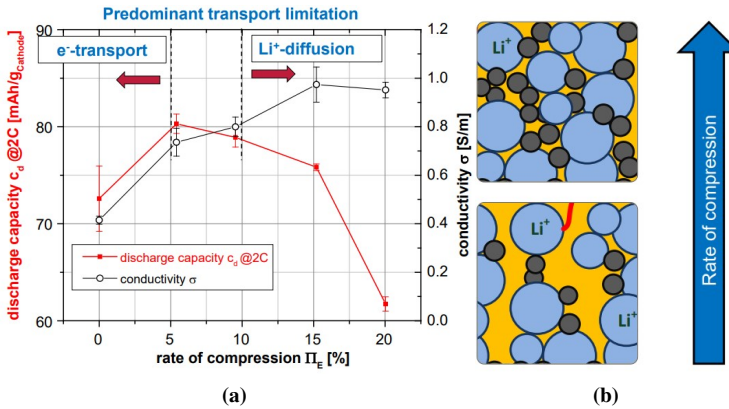 Predominant transport limitation
e⁻-transport
Li⁺-diffusion
discharge capacity c_d @2C [mAh/g_Cathode]
90
80
70
60
1.2
1.0
0.8
0.6
0.4
0.2
0.0
conductivity σ [S/m]
discharge capacity c_d @2C
conductivity σ
0 5 10 15 20
rate of compression Π_E [%]
(a)
Li⁺
Li⁺
Li⁺
(b)
Rate of compression